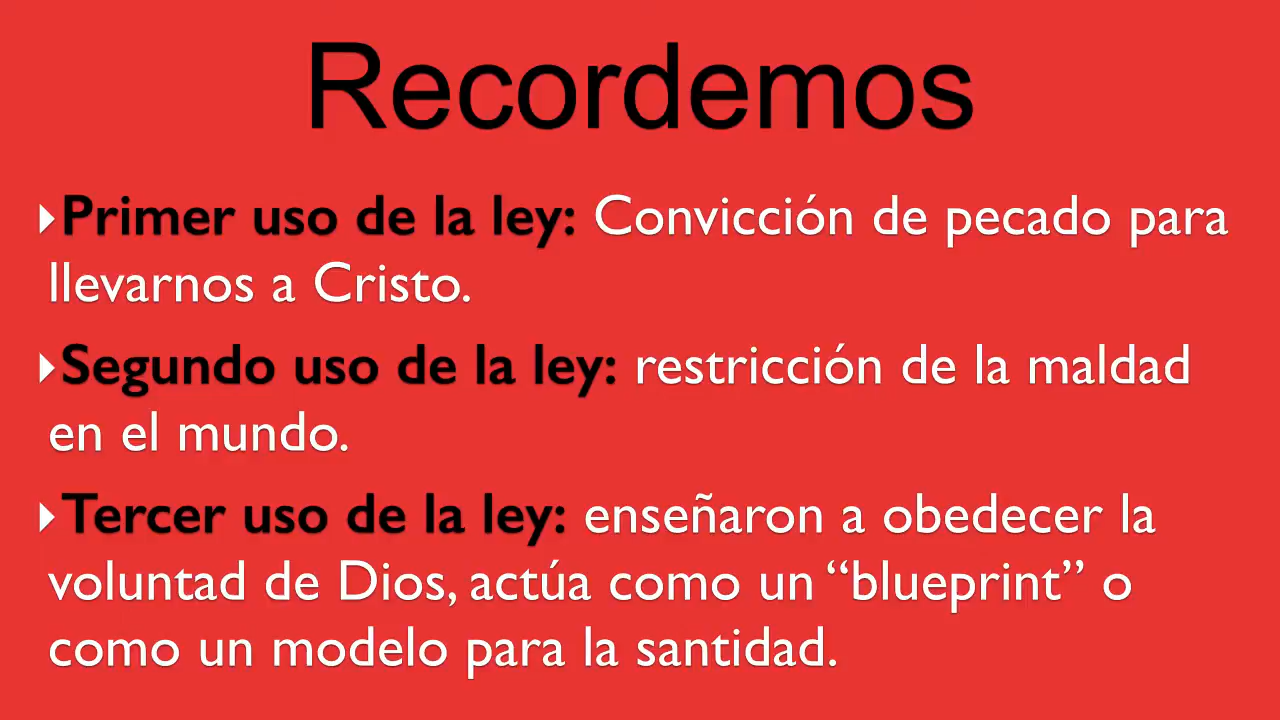 Recordemos
Primer uso de la ley: Convicción de pecado para
llevarnos a Cristo.
Segundo uso de la ley: restricción de la maldad
en el mundo.
Tercer uso de la ley: enseñaron a obedecer la
voluntad de Dios, actúa como un “blueprint” o
como un modelo para la santidad.